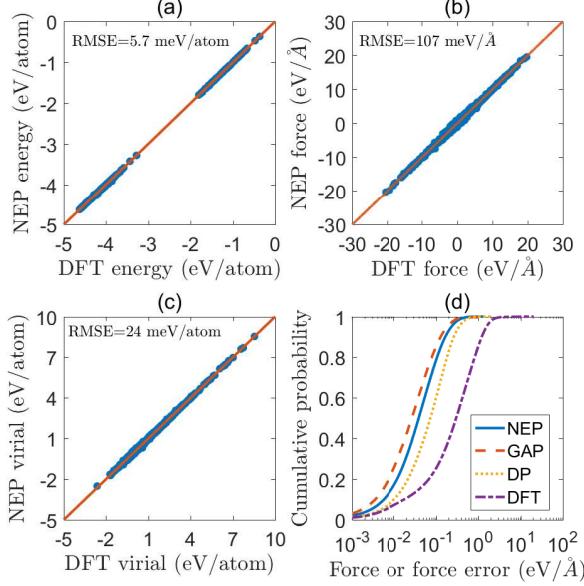 (a)
RMSE=5.7 meV/atom
NEP energy (eV/atom)
0
-1
-2
-3
-4
-5
-5 -4 -3 -2 -1 0
DFT energy (eV/atom)
(b)
RMSE=107 meV/Å
NEP force (eV/Å)
30
20
10
0
-10
-20
-30
-30 -20 -10 0 10 20 30
DFT force (eV/Å)
(c)
RMSE=24 meV/atom
NEP virial (eV/atom)
10
7
4
1
-2
-5
-5 -2 1 4 7 10
DFT virial (eV/atom)
(d)
Cumulative probability
1
0.8
0.6
0.4
0.2
0
NEP
GAP
DP
DFT
10⁻³ 10⁻² 10⁻¹ 10⁰ 10¹ 10²
Force or force error (eV/Å)